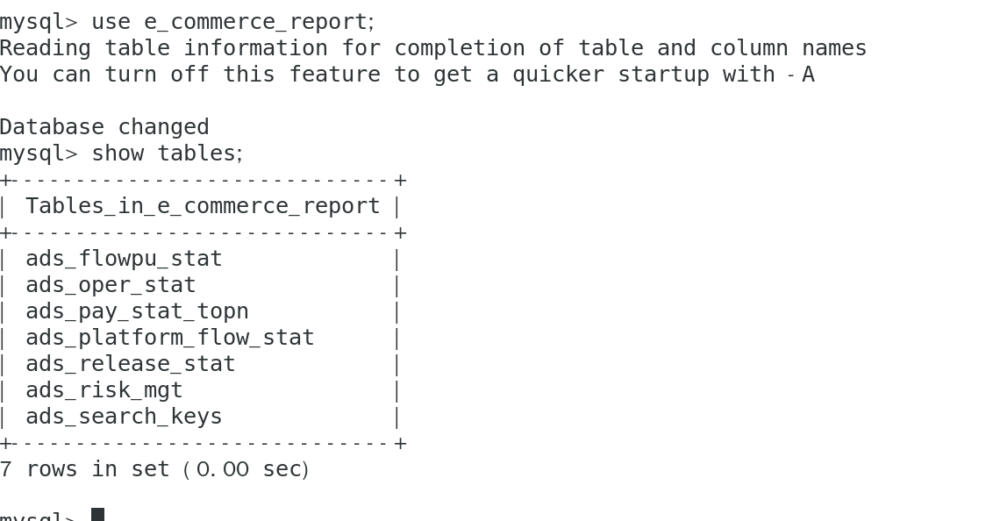 mysql> use e_commerce_report;
Reading table information for completion of table and column names
You can turn off this feature to get a quicker startup with -A
Database changed
mysql> show tables;
+-----------------------------+
| Tables_in_e_commerce_report |
+-----------------------------+
| ads_flowpu_stat             |
| ads_oper_stat               |
| ads_pay_stat_topn           |
| ads_platform_flow_stat      |
| ads_release_stat            |
| ads_risk_mgt                |
| ads_search_keys             |
+-----------------------------+
7 rows in set (0.00 sec)
mysql>